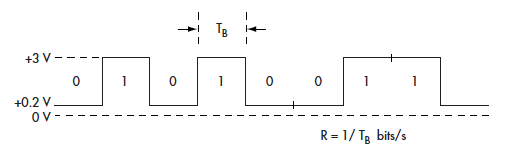 T_B
+3 V
0 1 0 1 0 0 1 1
+0.2 V
0 V
R = 1/ T_B bits/s